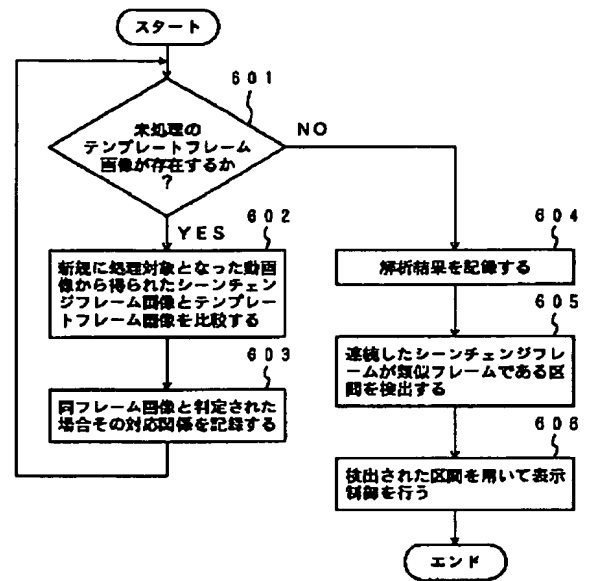 スタート
601
未処理の
テンプレートフレーム
画像が存在するか
?
NO
YES
602
新規に処理対象となった動画
像から得られたシーンチェン
ジフレーム画像とテンプレー
トフレーム画像を比較する
603
同フレーム画像と判定された
場合その対応関係を記録する
604
解析結果を記録する
605
連続したシーンチェンジフレ
ームが類似フレームである区
間を検出する
606
検出された区間を用いて表示
制御を行う
エンド